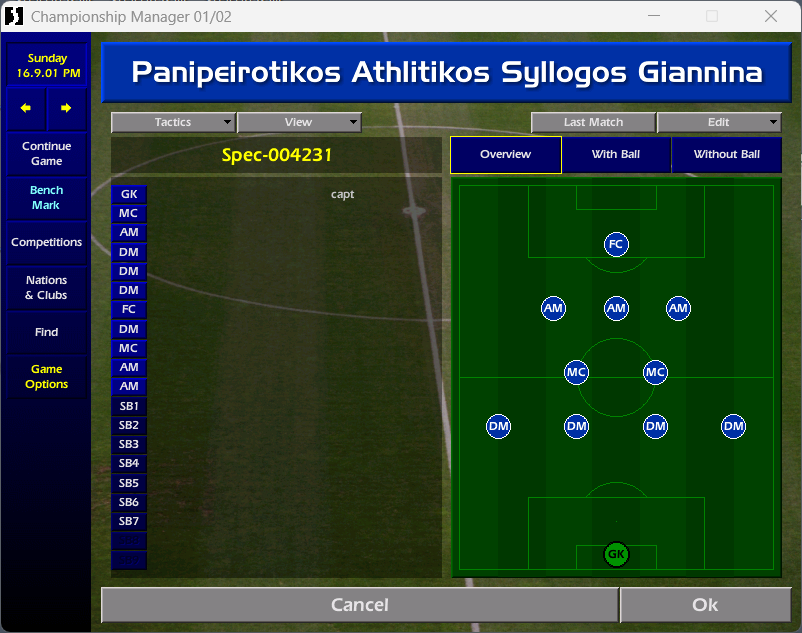 Championship Manager 01/02
Sunday
16.9.01 PM
Panipeirotikos Athlitikos Syllogos Giannina
Continue
Game
Bench
Mark
Competitions
Nations
& Clubs
Find
Game
Options
Tactics
View
Last Match
Edit
Spec-004231
Overview
With Ball
Without Ball
GK capt
MC
AM
DM
DM
DM
FC
DM
MC
AM
AM
SB1
SB2
SB3
SB4
SB5
SB6
SB7
FC
AM AM AM
MC MC
DM DM DM DM
GK
Cancel
Ok